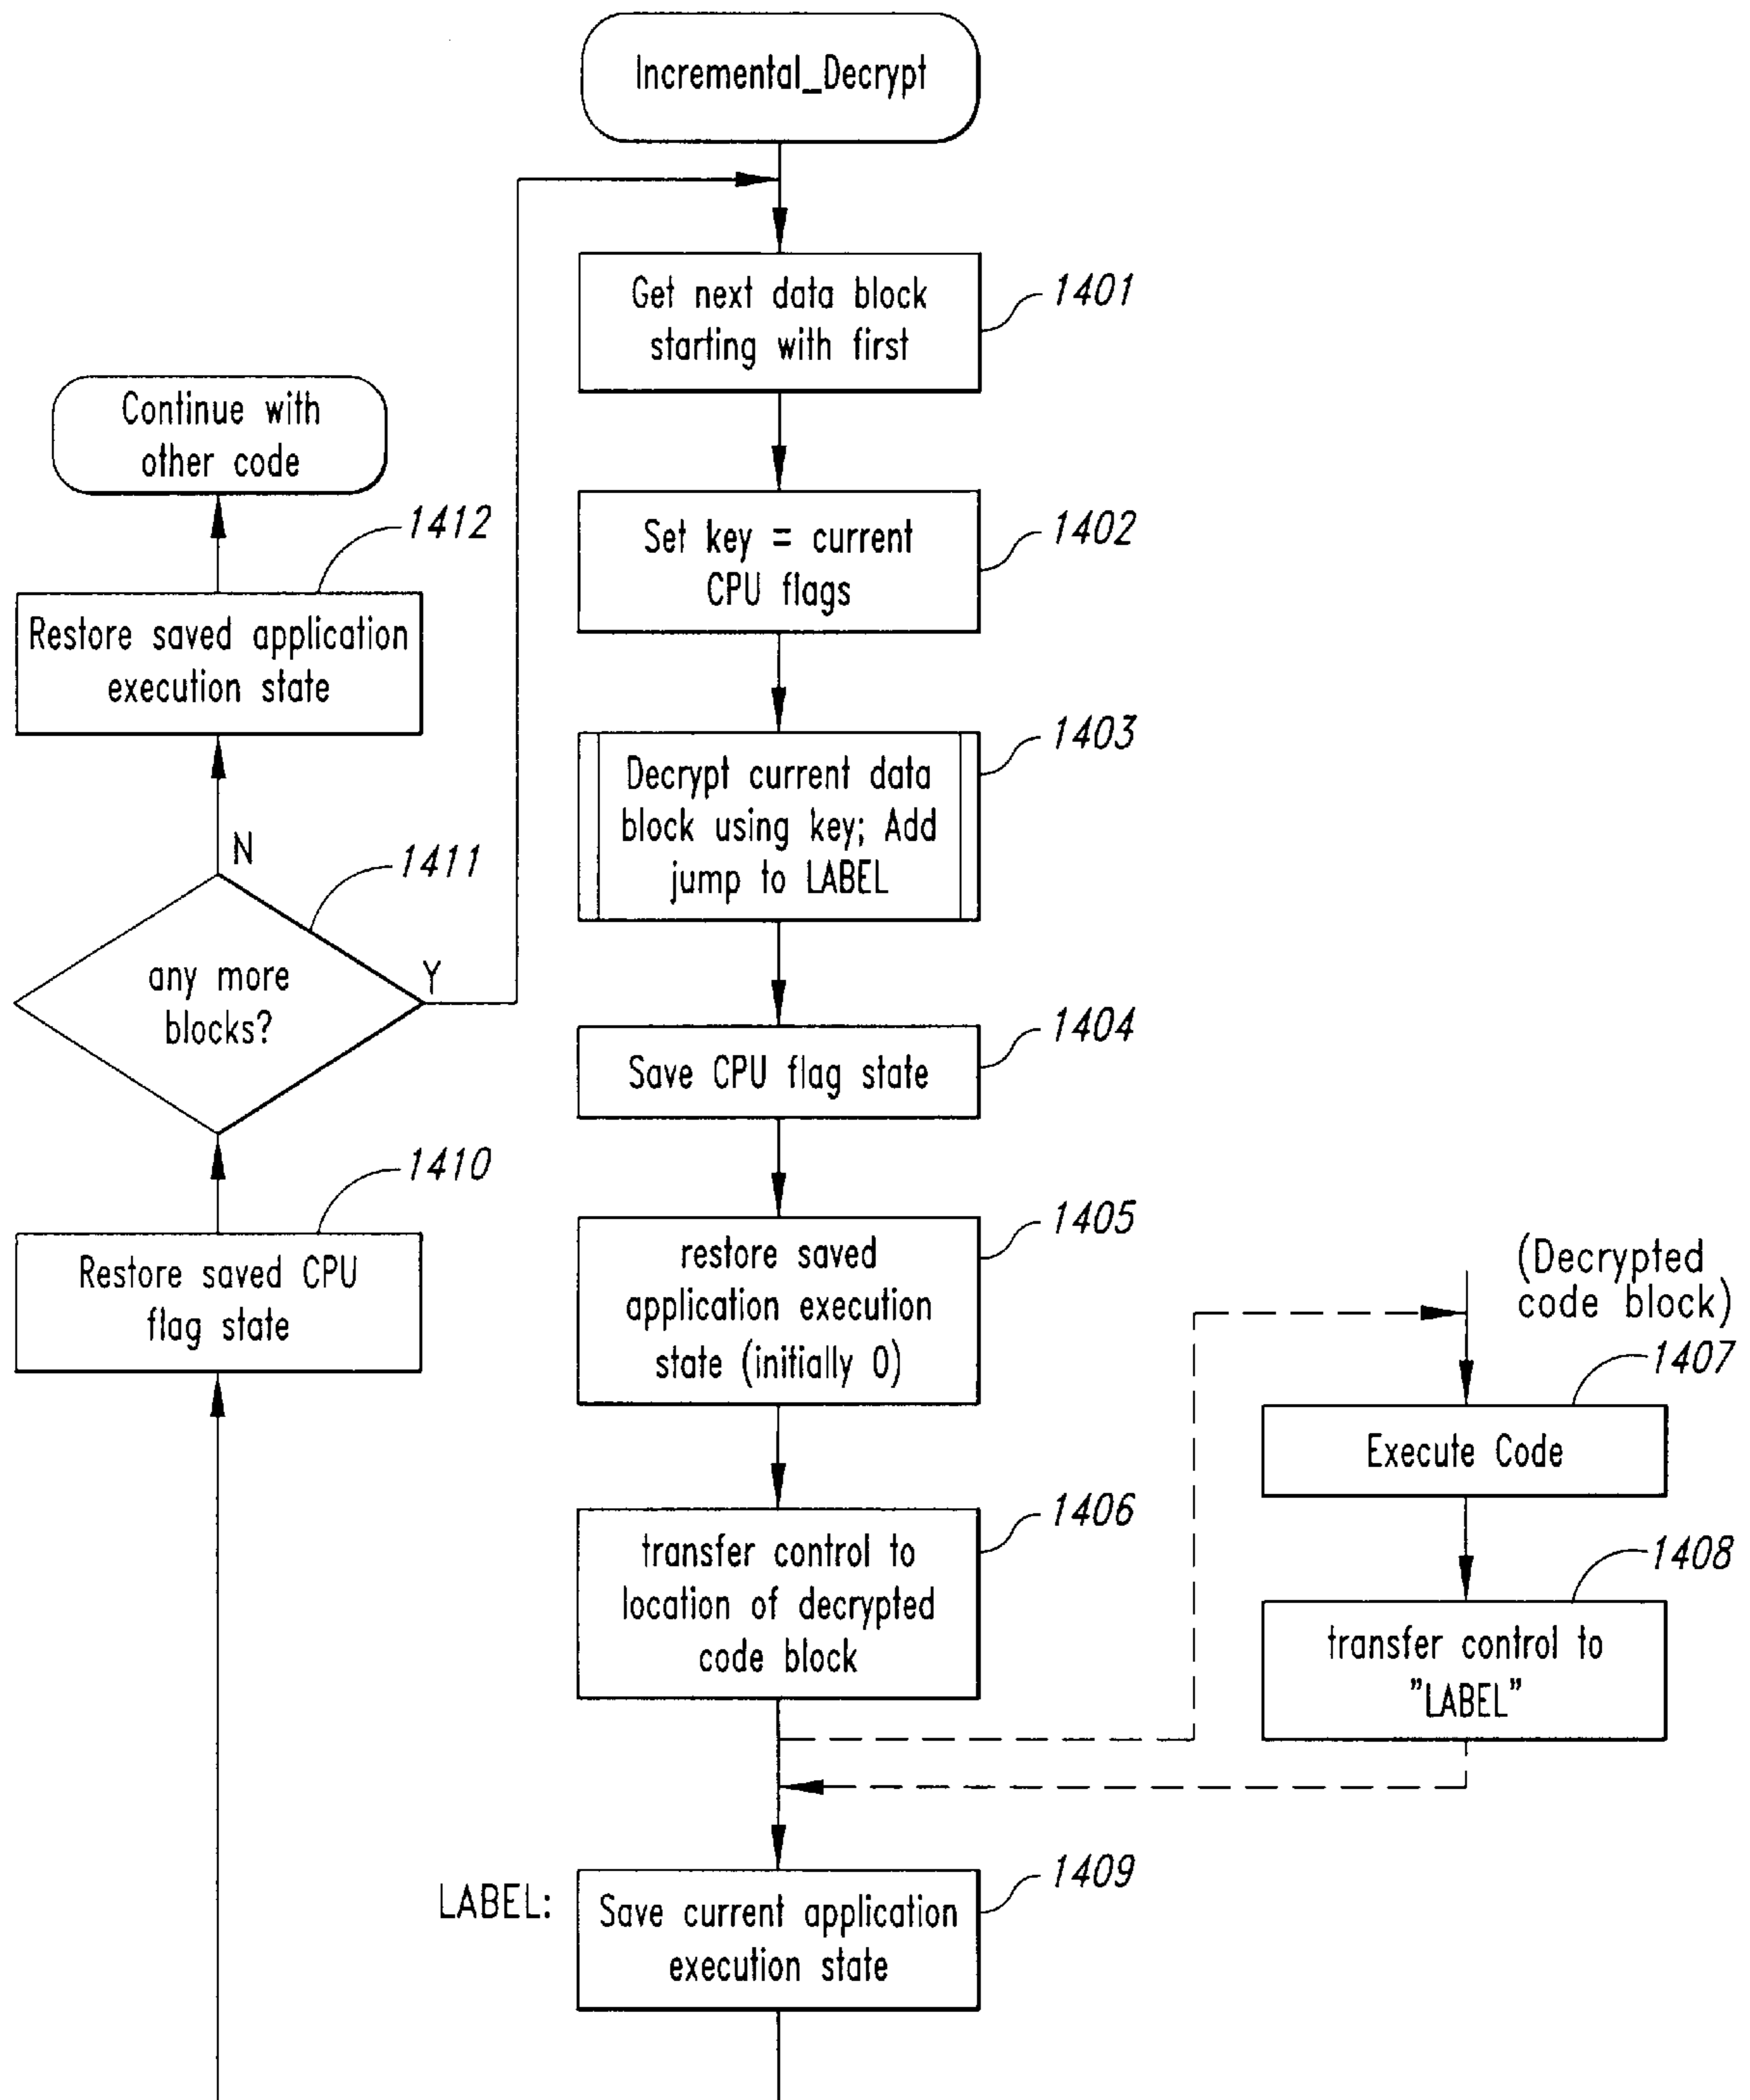 Incremental_Decrypt
Get next data block
starting with first
1401
Set key = current
CPU flags
1402
Decrypt current data
block using key; Add
jump to LABEL
1403
Save CPU flag state
1404
restore saved
application execution
state (initially 0)
1405
transfer control to
location of decrypted
code block
1406
(Decrypted
code block)
1407
Execute Code
1408
transfer control to
"LABEL"
LABEL:
Save current application
execution state
1409
Restore saved CPU
flag state
1410
any more
blocks?
1411
Y
N
Restore saved application
execution state
1412
Continue with
other code